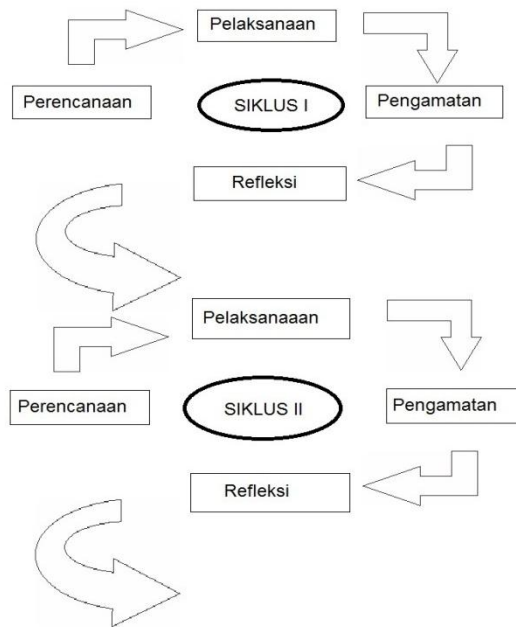 Pelaksanaan
Perencanaan
SIKLUS I
Pengamatan
Refleksi
Pelaksanaaan
Perencanaan
SIKLUS II
Pengamatan
Refleksi